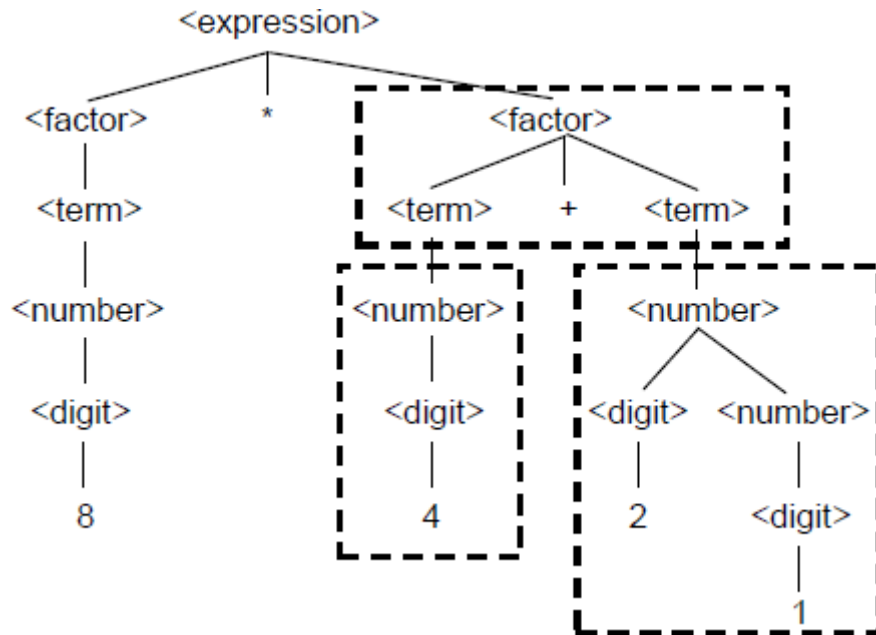 <expression>
<factor> * <factor>
<term> <term> + <term>
<number> <number> <number>
<digit> <digit> <digit> <number>
8 4 2 <digit>
1